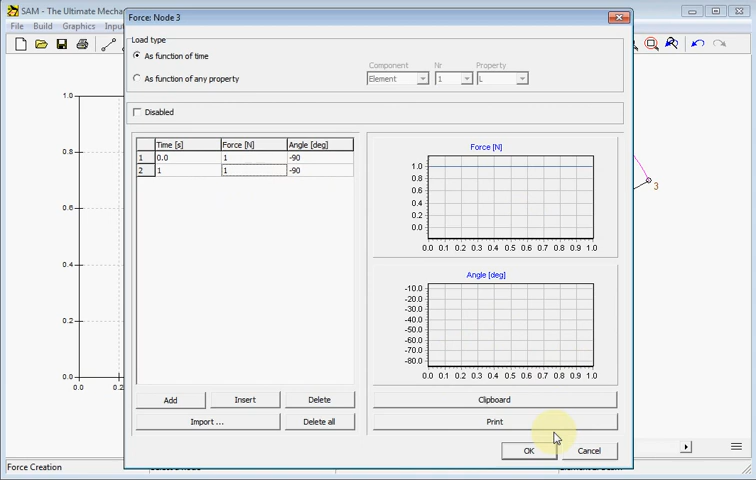 SAM - The Ultimate Mecha
Force: Node 3
File Build Graphics Input
Load type
As function of time
As function of any property
Component Nr Property
Element 1 L
Disabled
Time [s] Force [N] Angle [deg]
1 0.0 1 -90
2 1 1 -90
Force [N]
1.0
0.8
0.6
0.4
0.2
0.0
0.0 0.1 0.2 0.3 0.4 0.5 0.6 0.7 0.8 0.9 1.0
Angle [deg]
-10.0
-20.0
-30.0
-40.0
-50.0
-60.0
-70.0
-80.0
0.0 0.1 0.2 0.3 0.4 0.5 0.6 0.7 0.8 0.9 1.0
Add Insert Delete
Import ... Delete all
Clipboard
Print
OK Cancel
1.0
0.8
0.6
0.4
0.2
0.0
0.0 0.2
3
Force Creation